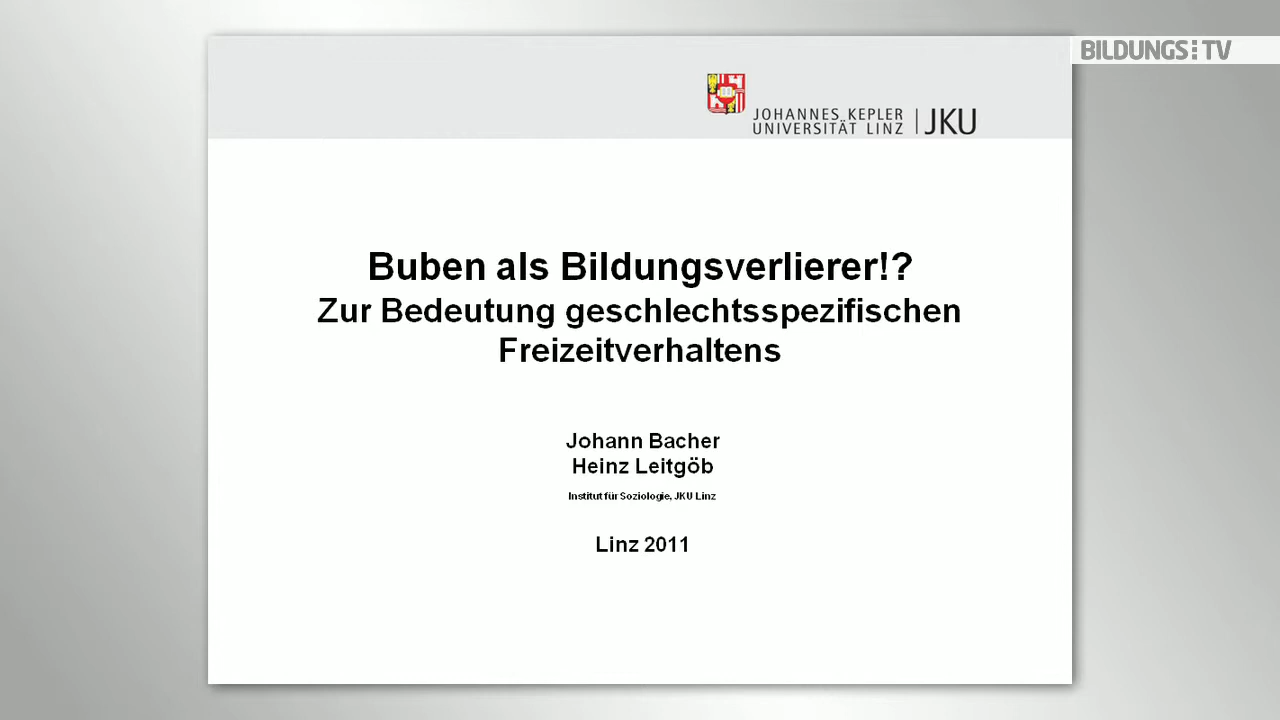 BILDUNGS TV
JOHANNES KEPLER
UNIVERSITÄT LINZ
JKU
Buben als Bildungsverlierer!?
Zur Bedeutung geschlechtsspezifischen
Freizeitverhaltens
Johann Bacher
Heinz Leitgöb
Institut für Soziologie, JKU Linz
Linz 2011